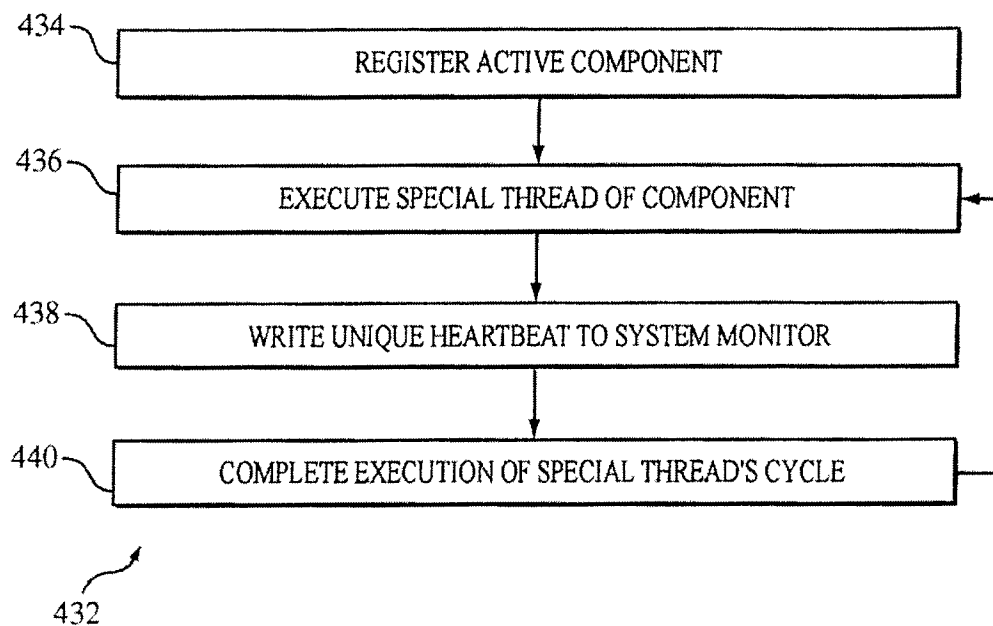 434
REGISTER ACTIVE COMPONENT
436
EXECUTE SPECIAL THREAD OF COMPONENT
438
WRITE UNIQUE HEARTBEAT TO SYSTEM MONITOR
440
COMPLETE EXECUTION OF SPECIAL THREAD'S CYCLE
432